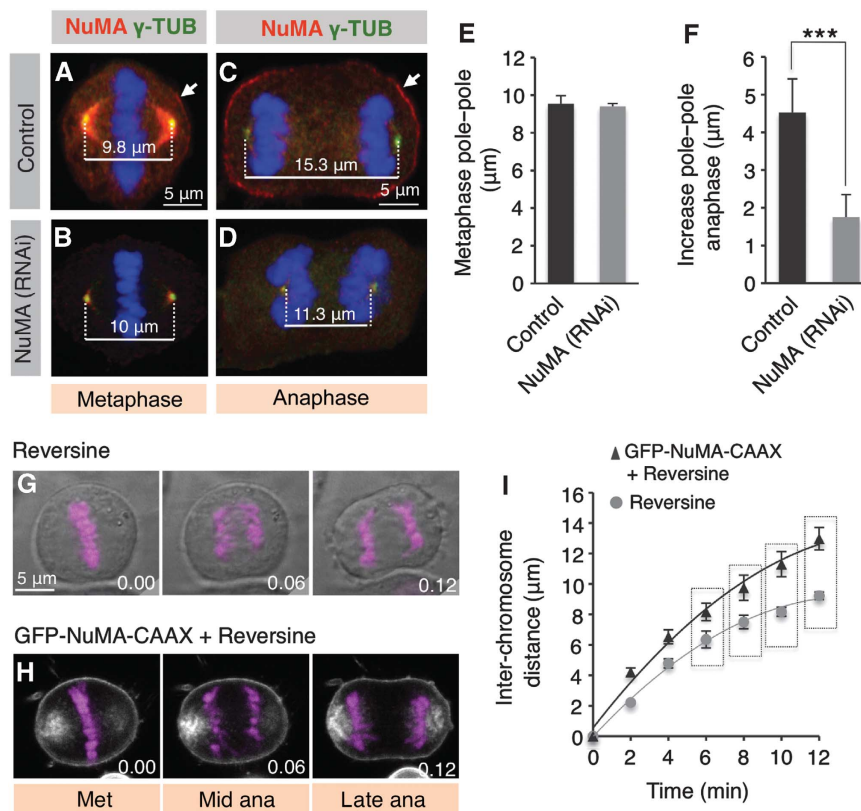 NuMA γ-TUB
NuMA γ-TUB
Control
NuMA (RNAi)
A
9.8 µm
5 µm
C
15.3 µm
5 µm
B
10 µm
D
11.3 µm
Metaphase
Anaphase
E
Metaphase pole–pole
(µm)
12
10
8
6
4
2
0
Control
NuMA (RNAi)
F
Increase pole–pole
anaphase (µm)
6
5
4
3
2
1
0
***
Control
NuMA (RNAi)
Reversine
G
5 µm
0.00
0.06
0.12
GFP-NuMA-CAAX + Reversine
H
0.00
0.06
0.12
Met
Mid ana
Late ana
I
GFP-NuMA-CAAX
+ Reversine
Reversine
Inter-chromosome
distance (µm)
16
14
12
10
8
6
4
2
0
0
2
4
6
8
10
12
Time (min)